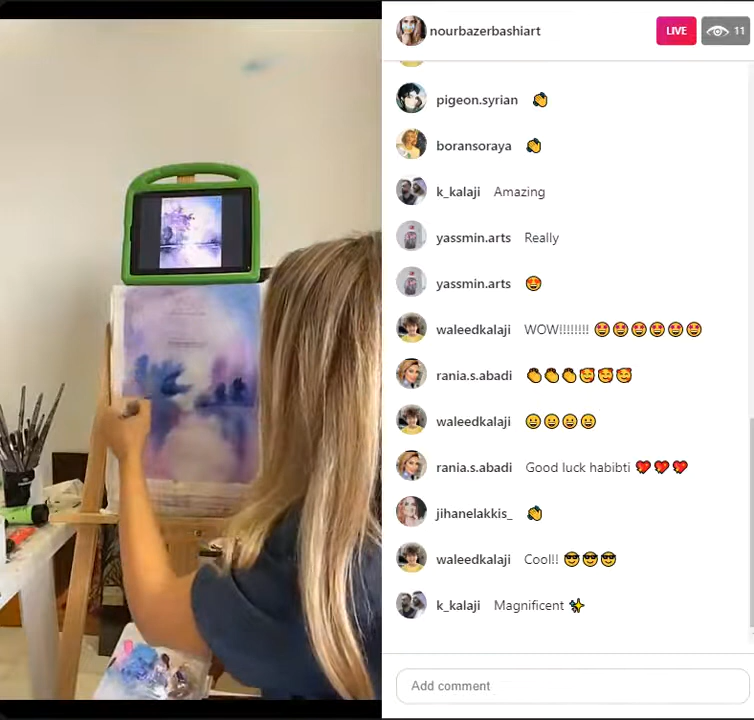 nourbazerbashiart
LIVE
11
pigeon.syrian
boransoraya
k_kalaji Amazing
yassmin.arts Really
yassmin.arts
waleedkalaji WOW!!!!!!!!
rania.s.abadi
waleedkalaji
rania.s.abadi Good luck habibti
jihanelakkis_
waleedkalaji Cool!!
k_kalaji Magnificent
Add comment